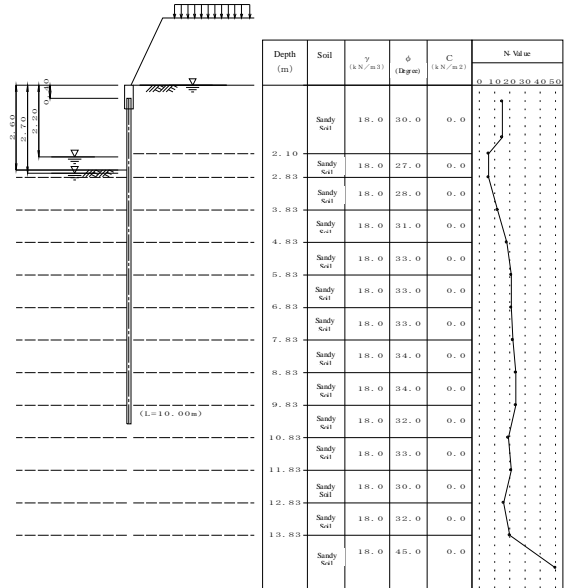 Depth Soil γ φ C N-Value
(m) (kN/m3) (Degree) (kN/m2)
0 10 20 30 40 50
Sandy Soil 18.0 30.0 0.0
2.10
Sandy Soil 18.0 27.0 0.0
2.83
Sandy Soil 18.0 28.0 0.0
3.83
Sandy Soil 18.0 31.0 0.0
4.83
Sandy Soil 18.0 33.0 0.0
5.83
Sandy Soil 18.0 33.0 0.0
6.83
Sandy Soil 18.0 33.0 0.0
7.83
Sandy Soil 18.0 34.0 0.0
8.83
Sandy Soil 18.0 34.0 0.0
9.83
Sandy Soil 18.0 32.0 0.0
10.83
Sandy Soil 18.0 33.0 0.0
11.83
Sandy Soil 18.0 30.0 0.0
12.83
Sandy Soil 18.0 32.0 0.0
13.83
Sandy Soil 18.0 45.0 0.0
2.60
2.70
2.20
0.40
(L=10.00m)